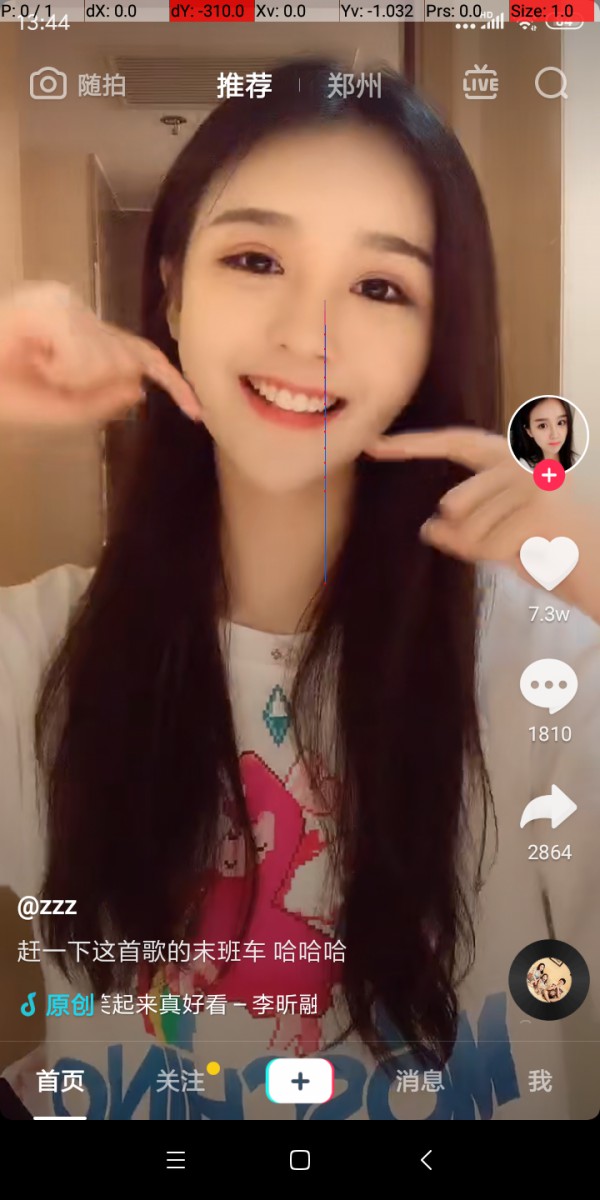 P: 0 / 1 dX: 0.0 dY: -310.0 Xv: 0.0 Yv: -1.032 Prs: 0.0 Size: 1.0
13:44 HD 64
随拍 推荐 郑州 LIVE
7.3w
1810
2864
@zzz
赶一下这首歌的末班车 哈哈哈
原创 起来真好看 – 李昕融
首页 关注 消息 我